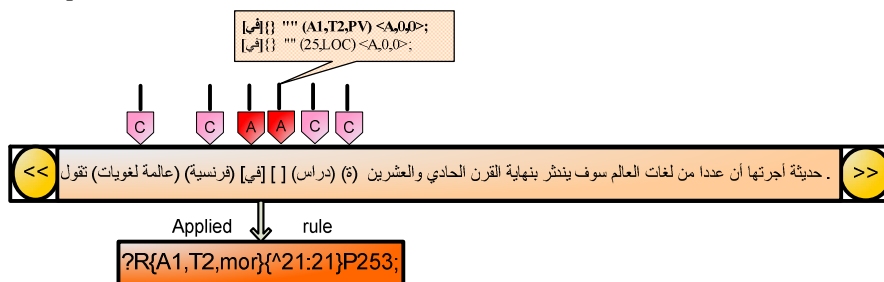 [في]{} "" (A1,T2,PV) <A,0,0>;
[في]{} "" (25,LOC) <A,0,0>;
C C A A C C
<< . حديثة أجرتها أن عددا من لغات العالم سوف يندثر بنهاية القرن الحادي والعشرين (ة) (دراس) [ ] [في] (فرنسية) (عالمة لغويات) تقول >>
Applied rule
?R{A1,T2,mor}{^21:21}P253;